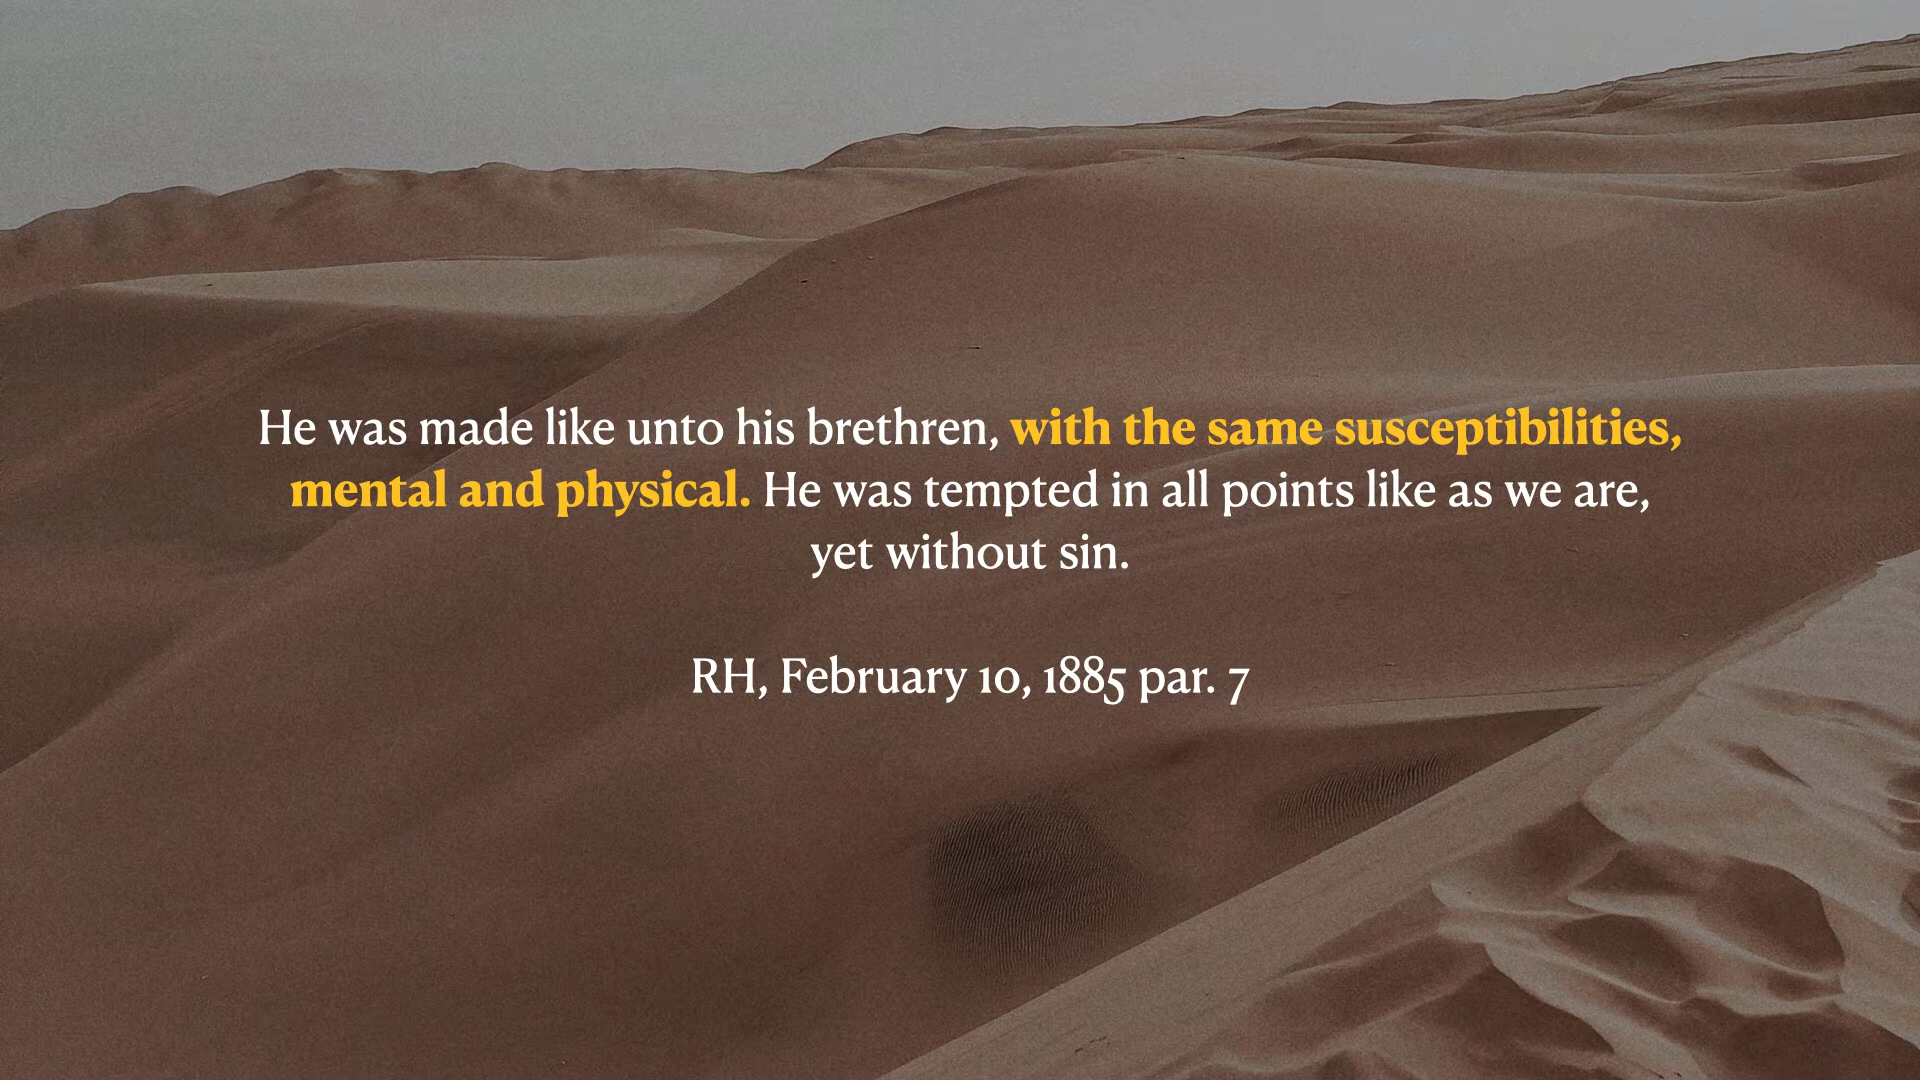 He was made like unto his brethren, with the same susceptibilities,
mental and physical. He was tempted in all points like as we are,
yet without sin.
RH, February 10, 1885 par. 7